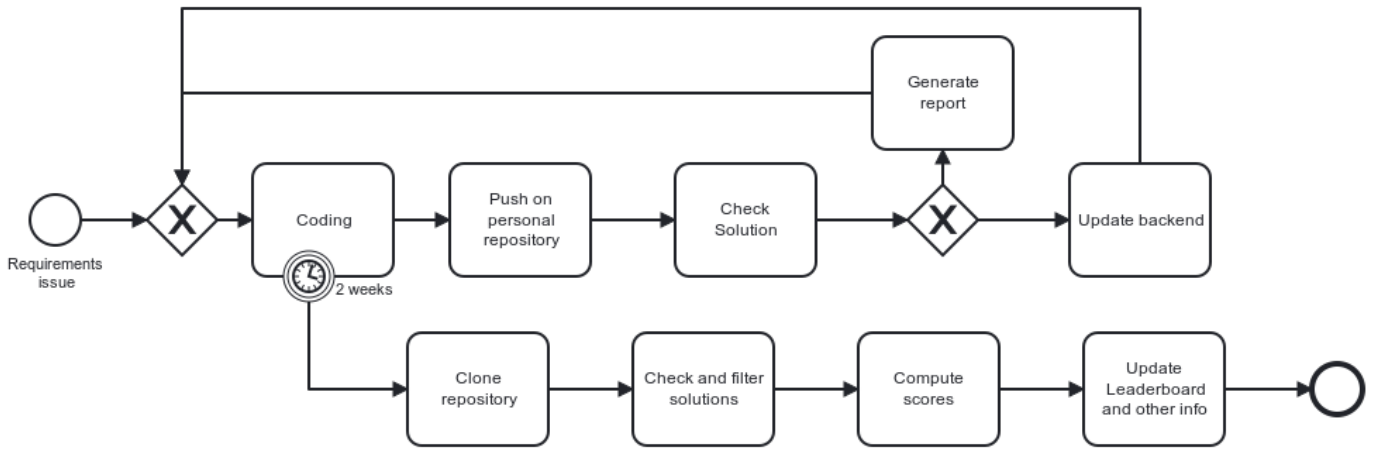 Generate
report
Requirements
issue
Coding
2 weeks
Push on
personal
repository
Check
Solution
Update backend
Clone
repository
Check and filter
solutions
Compute
scores
Update
Leaderboard
and other info